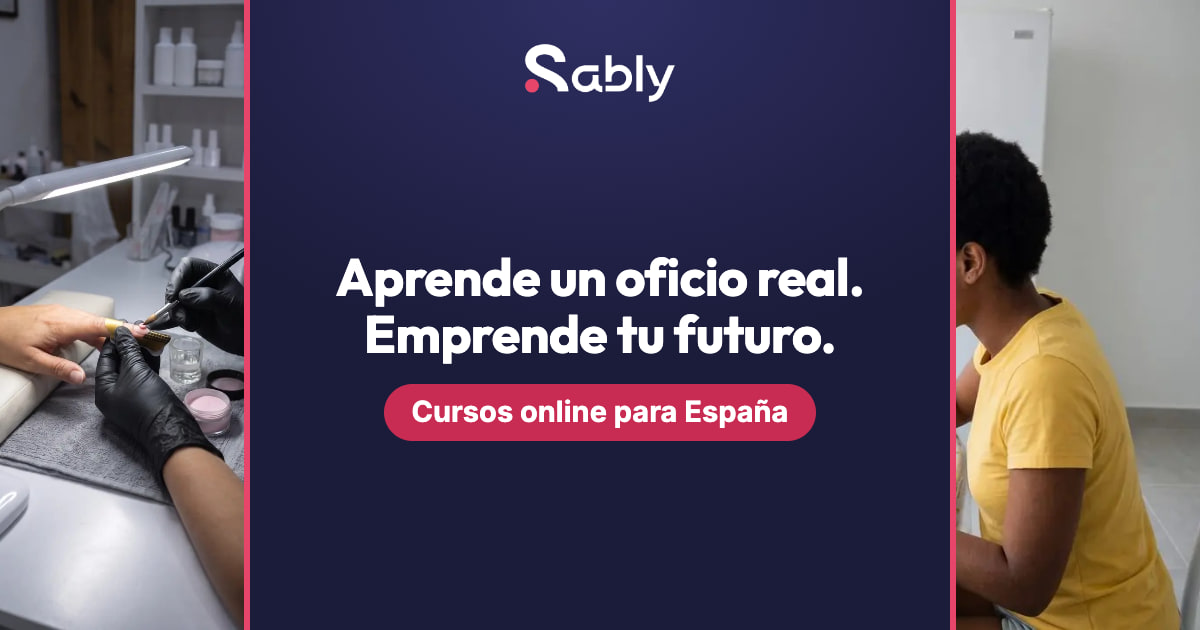 Sably
Aprende un oficio real.
Emprende tu futuro.
Cursos online para España